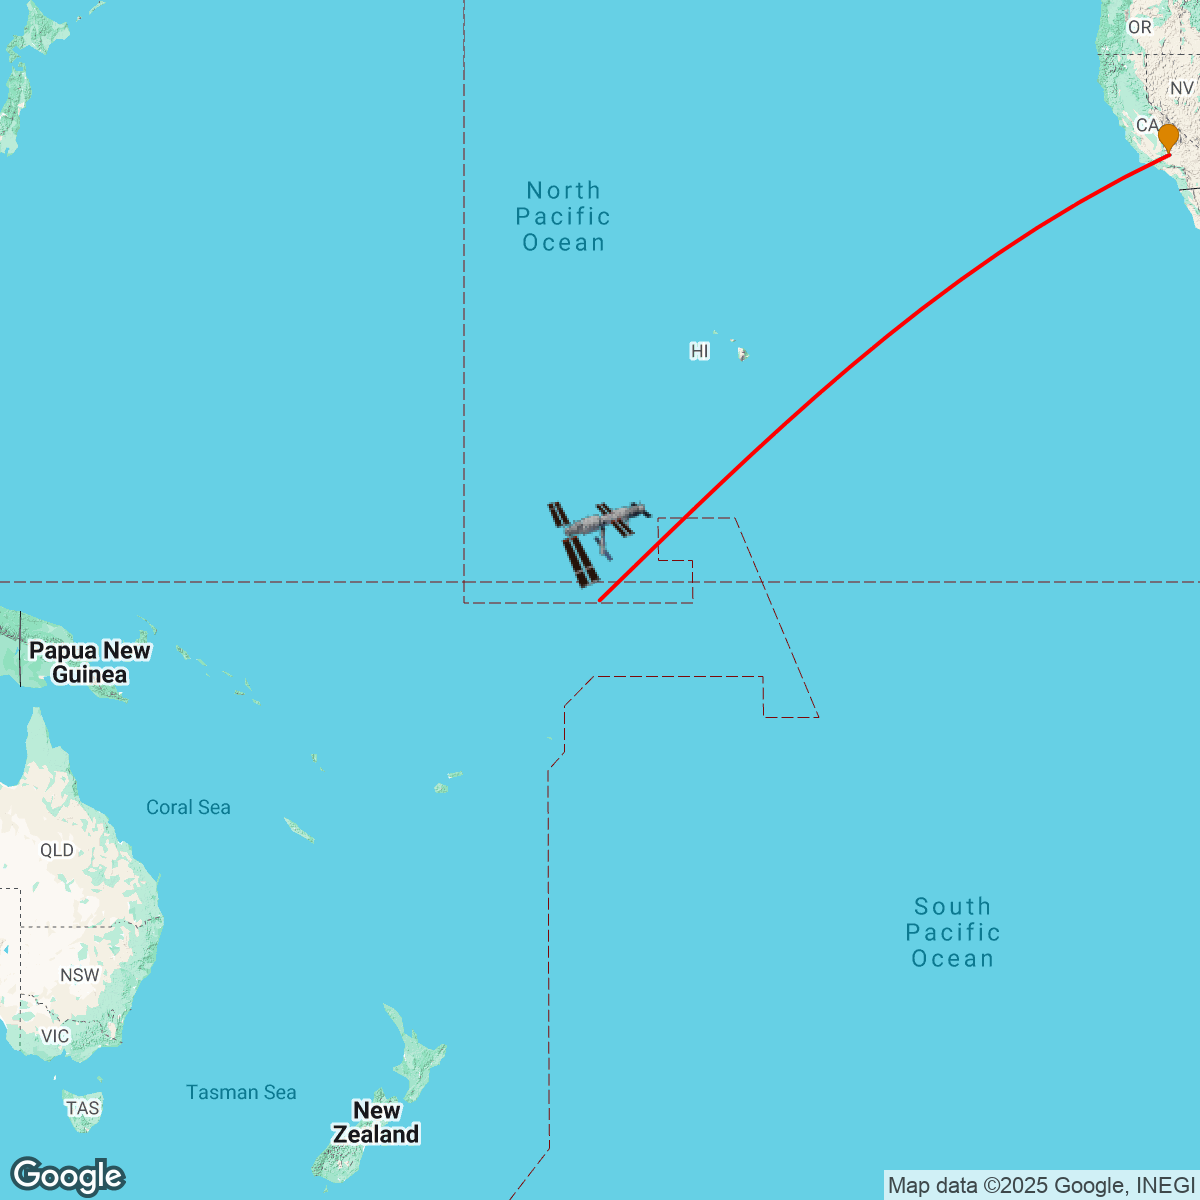 OR
NV
CA
North
Pacific
Ocean
HI
Papua New
Guinea
Coral Sea
QLD
South
Pacific
Ocean
NSW
VIC
Tasman Sea
TAS
New
Zealand
Google
Map data ©2025 Google, INEGI